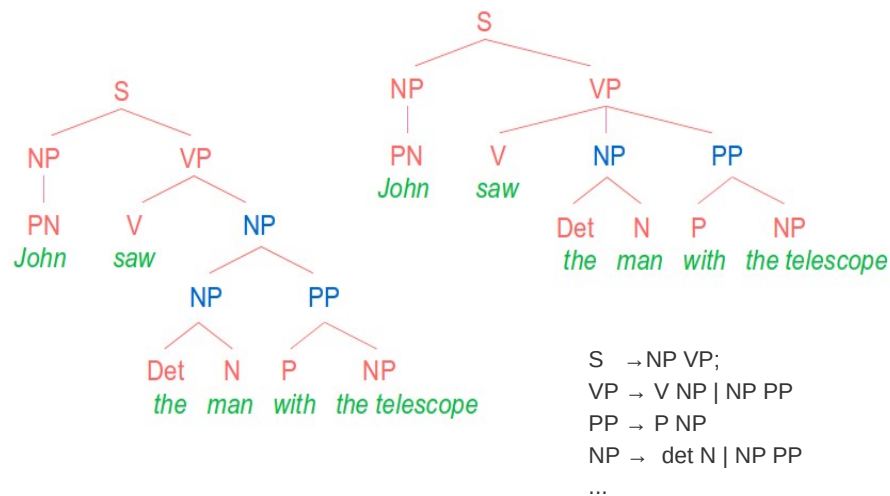 S
NP VP
PN V NP
John saw
NP PP
Det N P NP
the man with the telescope
S
NP VP
PN V NP PP
John saw
Det N P NP
the man with the telescope
S →NP VP;
VP → V NP | NP PP
PP → P NP
NP → det N | NP PP
...